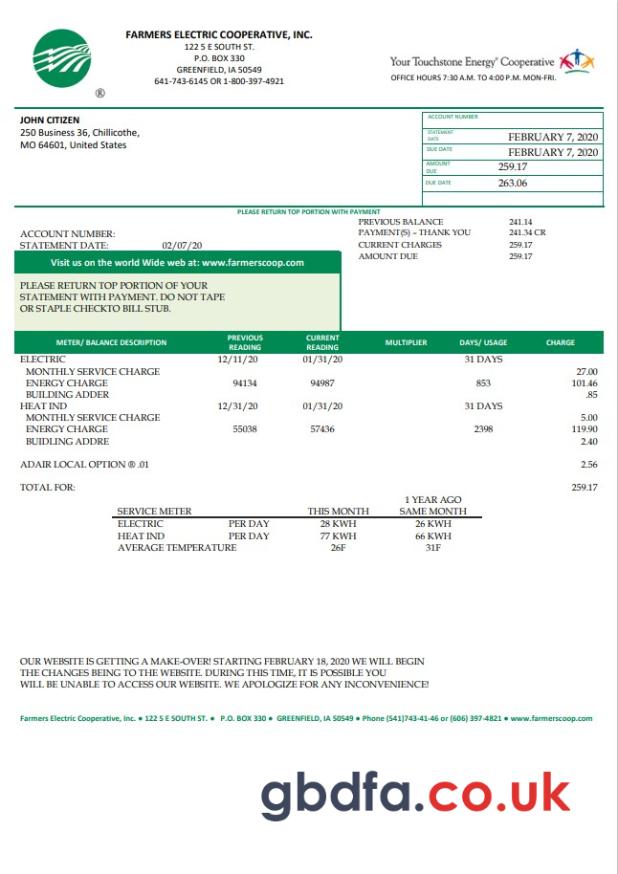 FARMERS ELECTRIC COOPERATIVE, INC.
122 5 E SOUTH ST.
P.O. BOX 330
GREENFIELD, IA 50549
641-743-6145 OR 1-800-397-4921
®
Your Touchstone Energy® Cooperative
OFFICE HOURS 7:30 A.M. TO 4:00 P.M. MON-FRI.
JOHN CITIZEN
250 Business 36, Chillicothe,
MO 64601, United States
ACCOUNT NUMBER
STATEMENT DATE FEBRUARY 7, 2020
DUE DATE FEBRUARY 7, 2020
AMOUNT DUE 259.17
DUE DATE 263.06
PLEASE RETURN TOP PORTION WITH PAYMENT
PREVIOUS BALANCE 241.14
PAYMENT(S) – THANK YOU 241.34 CR
CURRENT CHARGES 259.17
AMOUNT DUE 259.17
ACCOUNT NUMBER:
STATEMENT DATE: 02/07/20
Visit us on the world Wide web at: www.farmerscoop.com
PLEASE RETURN TOP PORTION OF YOUR
STATEMENT WITH PAYMENT. DO NOT TAPE
OR STAPLE CHECKTO BILL STUB.
METER/ BALANCE DESCRIPTION PREVIOUS READING CURRENT READING MULTIPLIER DAYS/ USAGE CHARGE
ELECTRIC 12/11/20 01/31/20 31 DAYS
MONTHLY SERVICE CHARGE 27.00
ENERGY CHARGE 94134 94987 853 101.46
BUILDING ADDER .85
HEAT IND 12/31/20 01/31/20 31 DAYS
MONTHLY SERVICE CHARGE 5.00
ENERGY CHARGE 55038 57436 2398 119.90
BUIDLING ADDRE 2.40
ADAIR LOCAL OPTION ® .01 2.56
TOTAL FOR: 259.17
SERVICE METER THIS MONTH 1 YEAR AGO SAME MONTH
ELECTRIC PER DAY 28 KWH 26 KWH
HEAT IND PER DAY 77 KWH 66 KWH
AVERAGE TEMPERATURE 26F 31F
OUR WEBSITE IS GETTING A MAKE-OVER! STARTING FEBRUARY 18, 2020 WE WILL BEGIN
THE CHANGES BEING TO THE WEBSITE. DURING THIS TIME, IT IS POSSIBLE YOU
WILL BE UNABLE TO ACCESS OUR WEBSITE. WE APOLOGIZE FOR ANY INCONVENIENCE!
Farmers Electric Cooperative, Inc. ● 122 5 E SOUTH ST. ● P.O. BOX 330 ● GREENFIELD, IA 50549 ● Phone (541)743-41-46 or (606) 397-4821 ● www.farmerscoop.com
gbdfa.co.uk